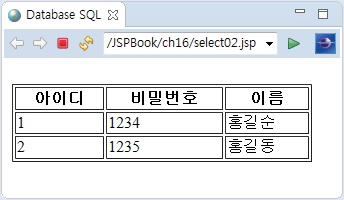 Database SQL
/JSPBook/ch16/select02.jsp
아이디 비밀번호 이름
1 1234 홍길순
2 1235 홍길동